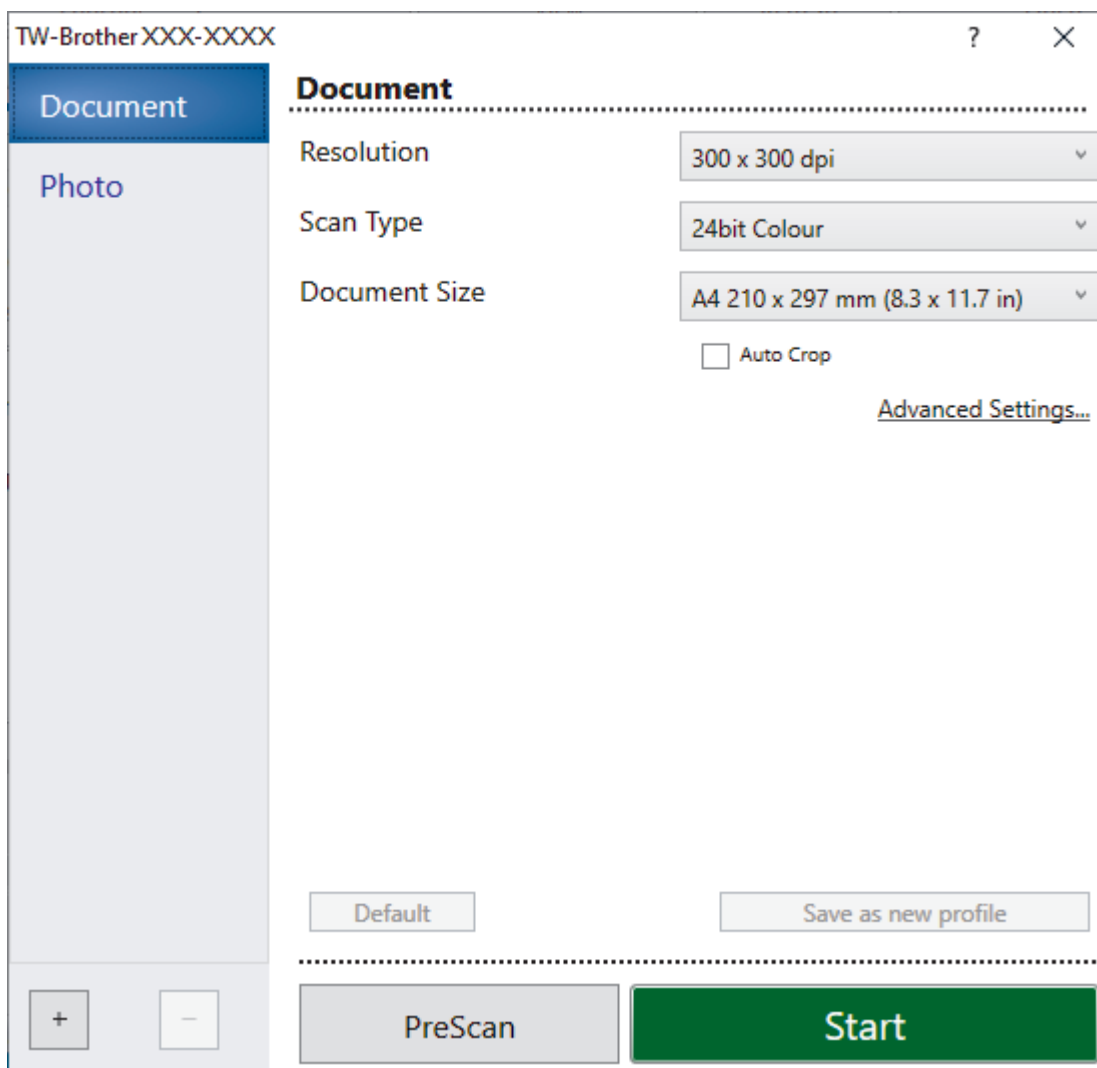 TW-Brother XXX-XXXX ?
Document
Photo
Document
Resolution 300 x 300 dpi
Scan Type 24bit Colour
Document Size A4 210 x 297 mm (8.3 x 11.7 in)
Auto Crop
Advanced Settings...
Default Save as new profile
+ − PreScan Start